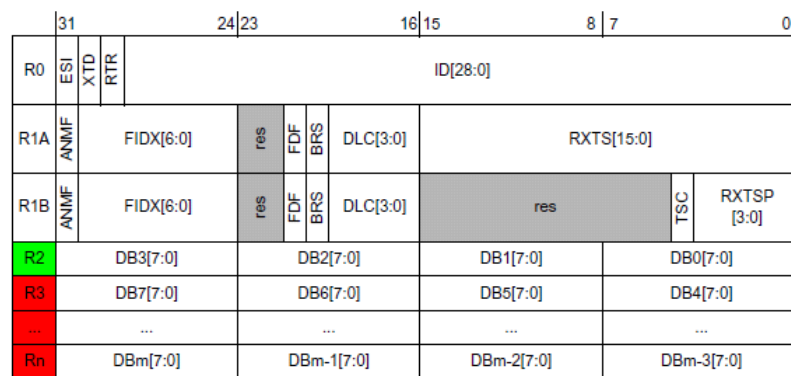 31 24 23 16 15 8 7 0
R0 ESI XTD RTR ID[28:0]
R1A ANMF FIDX[6:0] res FDF BRS DLC[3:0] RXTS[15:0]
R1B ANMF FIDX[6:0] res FDF BRS DLC[3:0] res TSC RXTSP
[3:0]
R2 DB3[7:0] DB2[7:0] DB1[7:0] DB0[7:0]
R3 DB7[7:0] DB6[7:0] DB5[7:0] DB4[7:0]
... ... ... ... ...
Rn DBm[7:0] DBm-1[7:0] DBm-2[7:0] DBm-3[7:0]